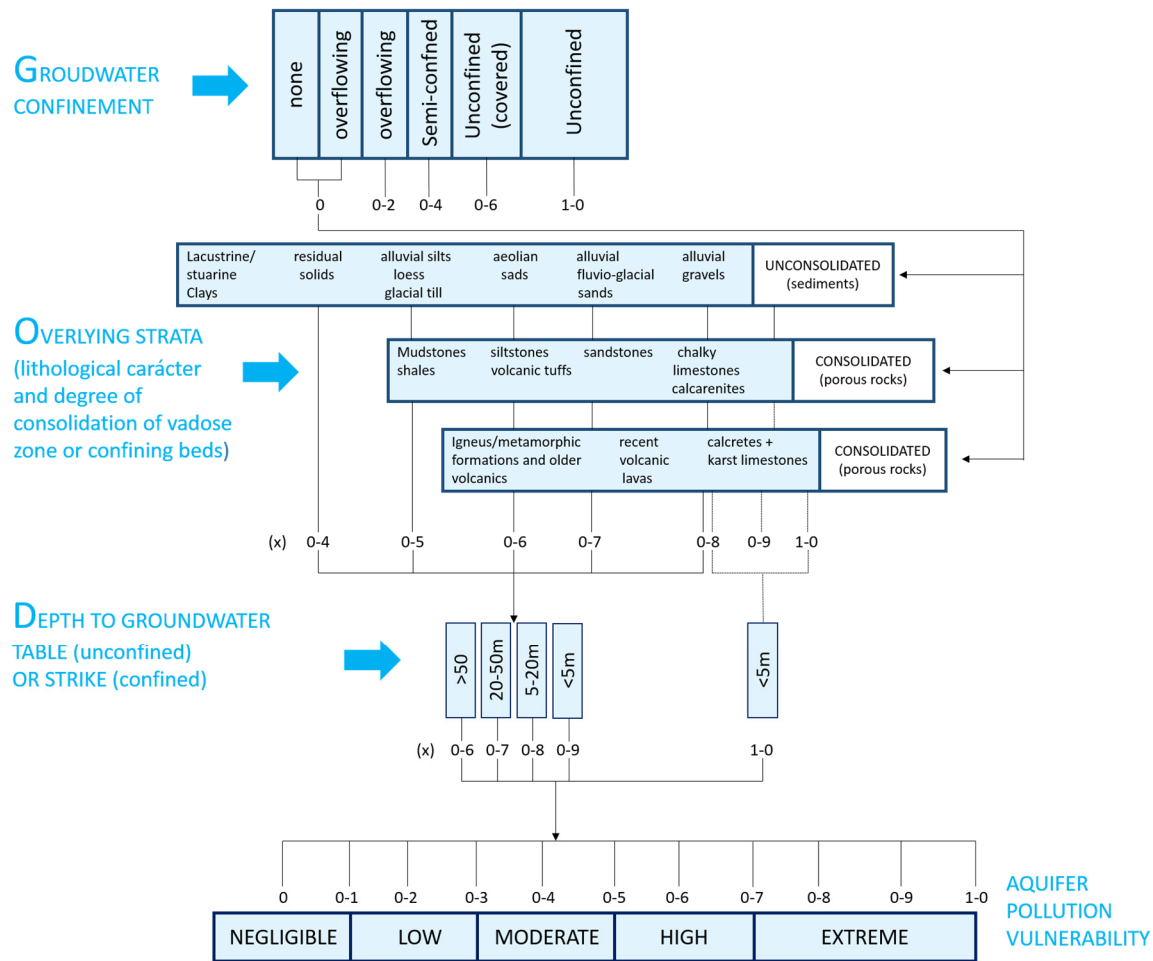 GROUDWATER
CONFINEMENT
none
overflowing
overflowing
Semi-confned
Unconfined
(covered)
Unconfined
0
0-2
0-4
0-6
1-0
Lacustrine/
stuarine
Clays
residual
solids
alluvial silts
loess
glacial till
aeolian
sads
alluvial
fluvio-glacial
sands
alluvial
gravels
UNCONSOLIDATED
(sediments)
OVERLYING STRATA
(lithological carácter
and degree of
consolidation of vadose
zone or confining beds)
Mudstones
shales
siltstones
volcanic tuffs
sandstones
chalky
limestones
calcarenites
CONSOLIDATED
(porous rocks)
Igneus/metamorphic
formations and older
volcanics
recent
volcanic
lavas
calcretes +
karst limestones
CONSOLIDATED
(porous rocks)
(x)
0-4
0-5
0-6
0-7
0-8
0-9
1-0
DEPTH TO GROUNDWATER
TABLE (unconfined)
OR STRIKE (confined)
>50
20-50m
5-20m
<5m
<5m
(x)
0-6
0-7
0-8
0-9
1-0
0
0-1
0-2
0-3
0-4
0-5
0-6
0-7
0-8
0-9
1-0
NEGLIGIBLE
LOW
MODERATE
HIGH
EXTREME
AQUIFER
POLLUTION
VULNERABILITY